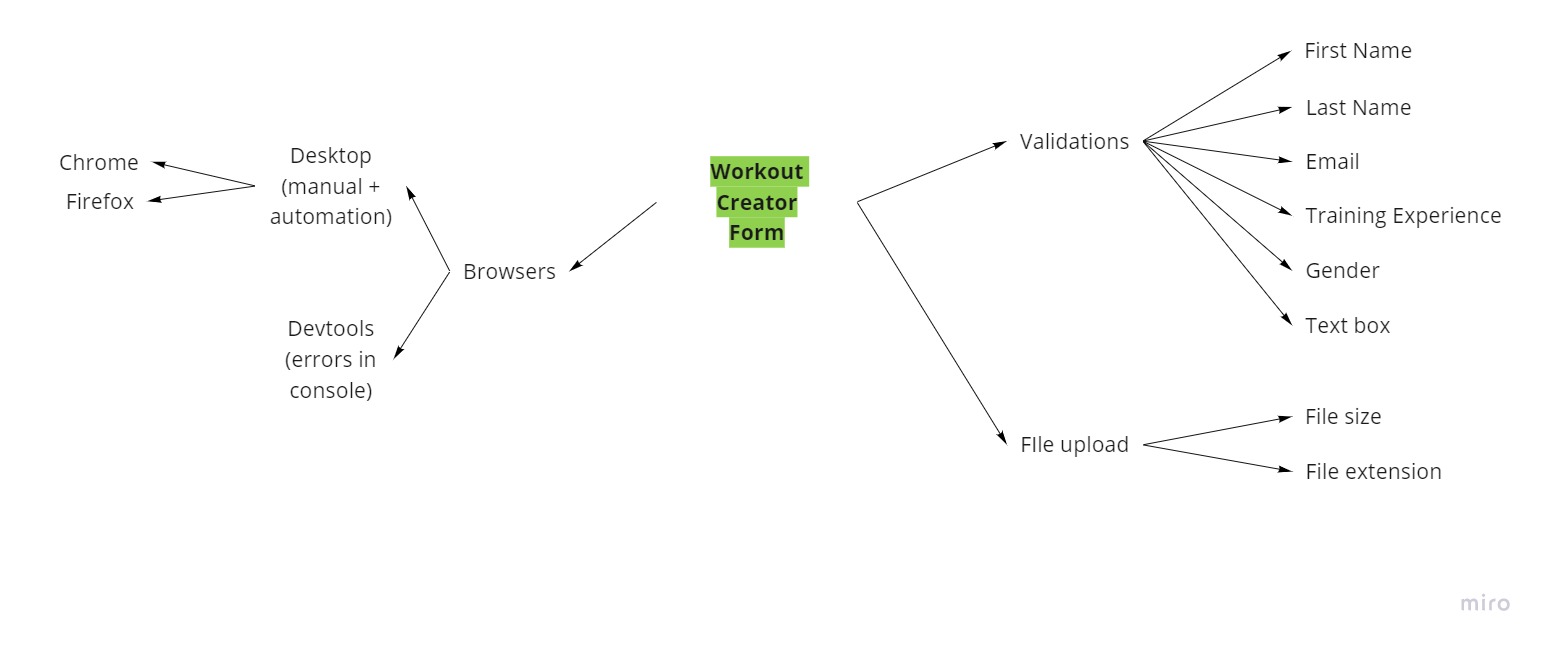 Workout
Creator
Form
Browsers
Desktop
(manual +
automation)
Chrome
Firefox
Devtools
(errors in
console)
Validations
First Name
Last Name
Email
Training Experience
Gender
Text box
FIle upload
File size
File extension
miro